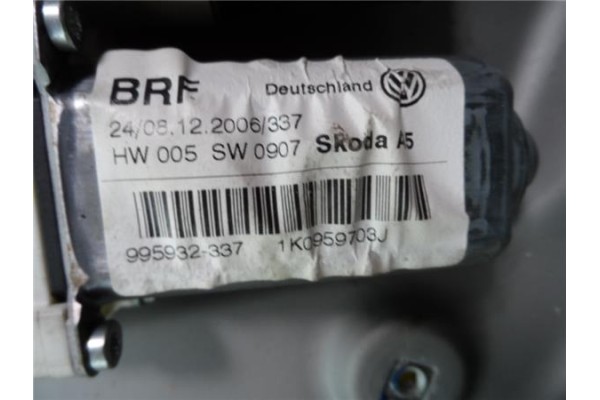 BRF Deutschland
24/08.12.2006/337
HW 005 SW 0907 Skoda A5
995932-337 1K0959703J